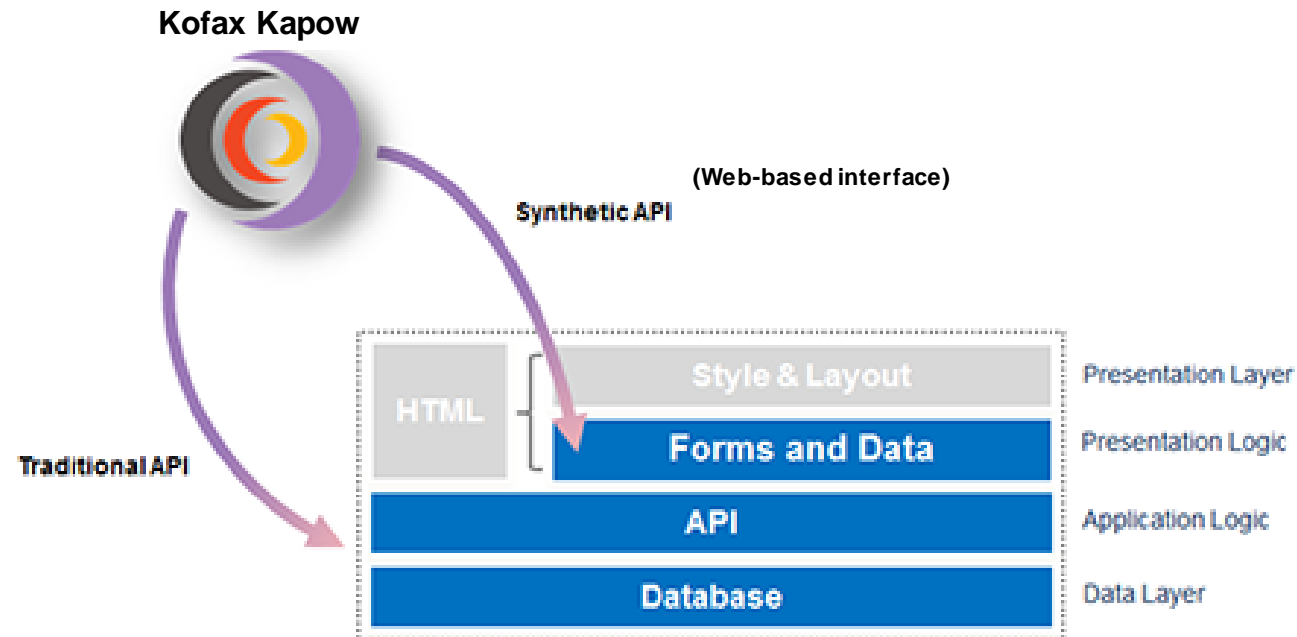 Kofax Kapow
(Web-based interface)
Synthetic API
Style & Layout
Presentation Layer
HTML
Forms and Data
Presentation Logic
Traditional API
API
Application Logic
Database
Data Layer